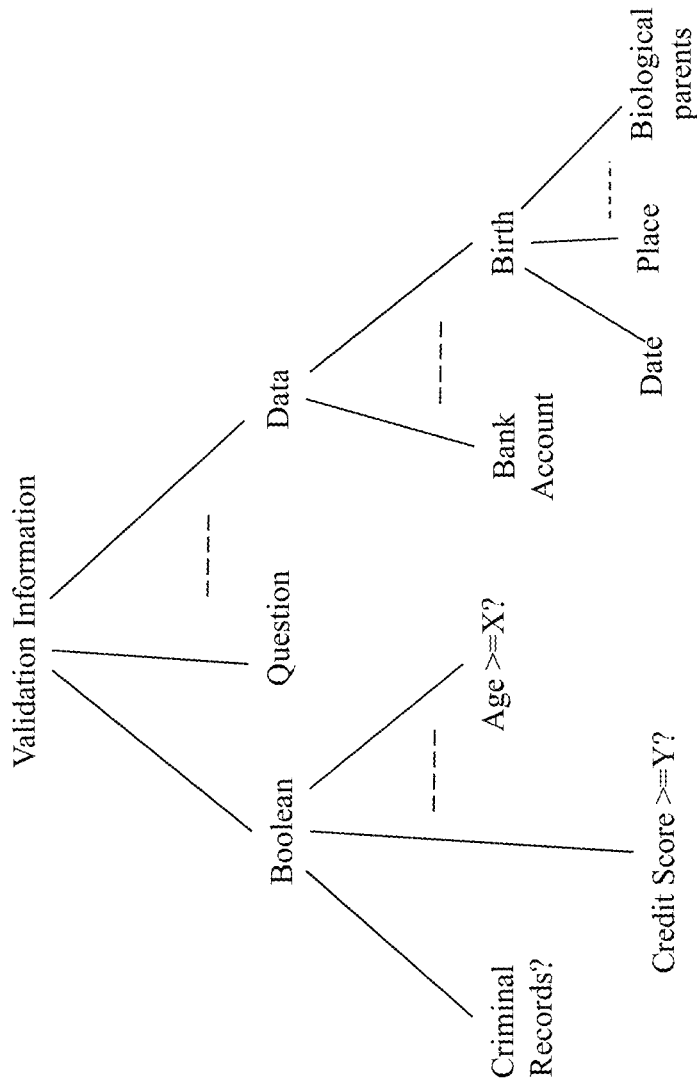 Validation Information
Boolean
Question
Data
Criminal
Records?
Credit Score >=Y?
Age >=X?
Bank
Account
Birth
Date
Place
Biological
parents